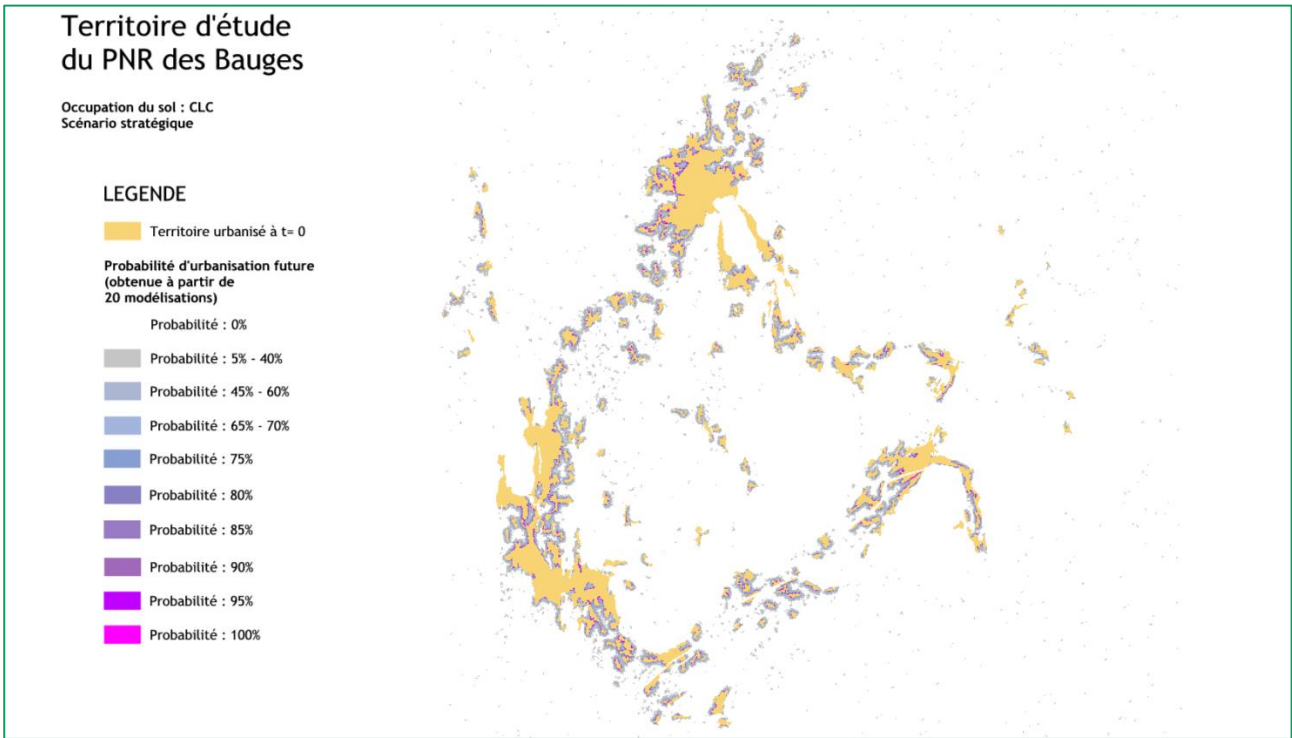 Territoire d'étude
du PNR des Bauges
Occupation du sol : CLC
Scénario stratégique
LEGENDE
Territoire urbanisé à t= 0
Probabilité d'urbanisation future
(obtenue à partir de
20 modélisations)
Probabilité : 0%
Probabilité : 5% - 40%
Probabilité : 45% - 60%
Probabilité : 65% - 70%
Probabilité : 75%
Probabilité : 80%
Probabilité : 85%
Probabilité : 90%
Probabilité : 95%
Probabilité : 100%